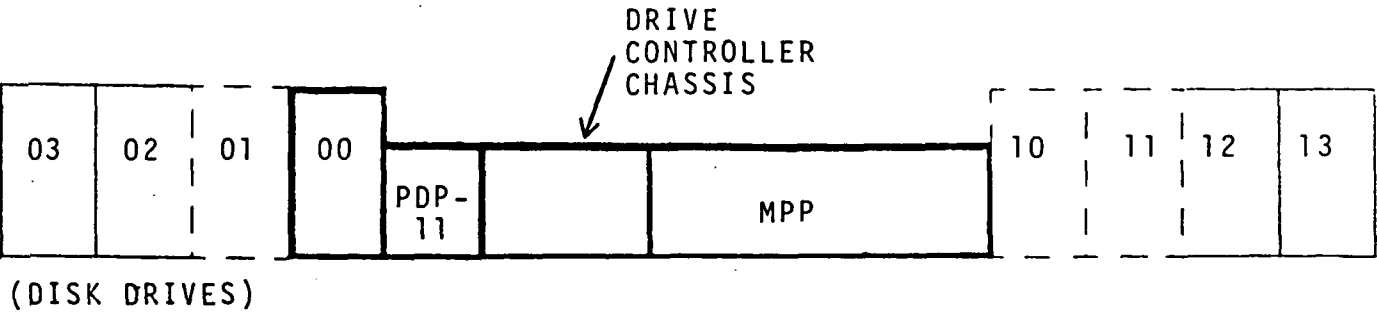 DRIVE
CONTROLLER
CHASSIS
03 02 01 00 10 11 12 13
PDP-
11
MPP
(DISK DRIVES)